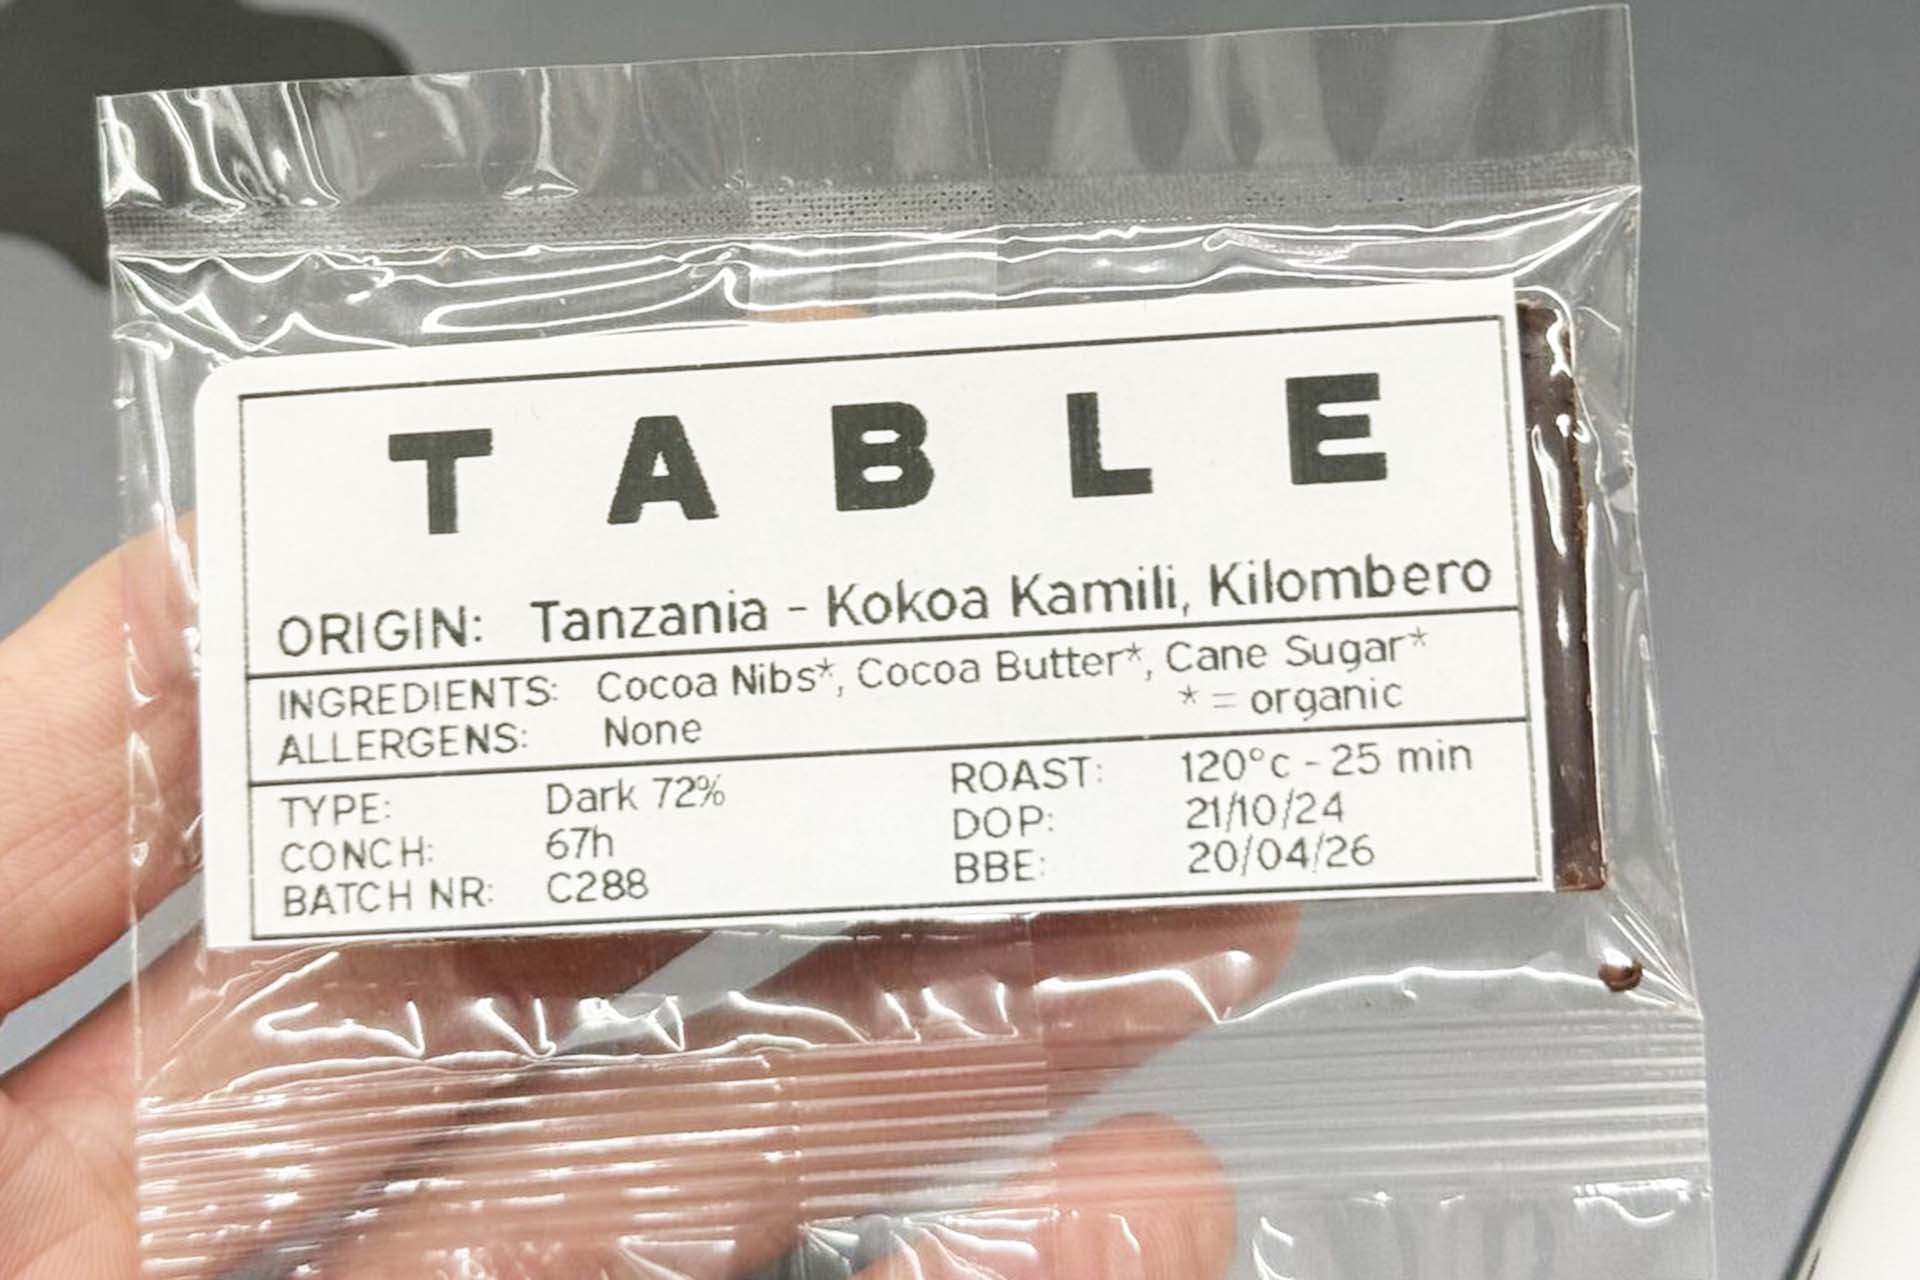 TABLE
ORIGIN: Tanzania - Kokoa Kamili, Kilombero
INGREDIENTS: Cocoa Nibs*, Cocoa Butter*, Cane Sugar*
* = organic
ALLERGENS: None
TYPE: Dark 72%
CONCH: 67h
BATCH NR: C288
ROAST: 120°c - 25 min
DOP: 21/10/24
BBE: 20/04/26